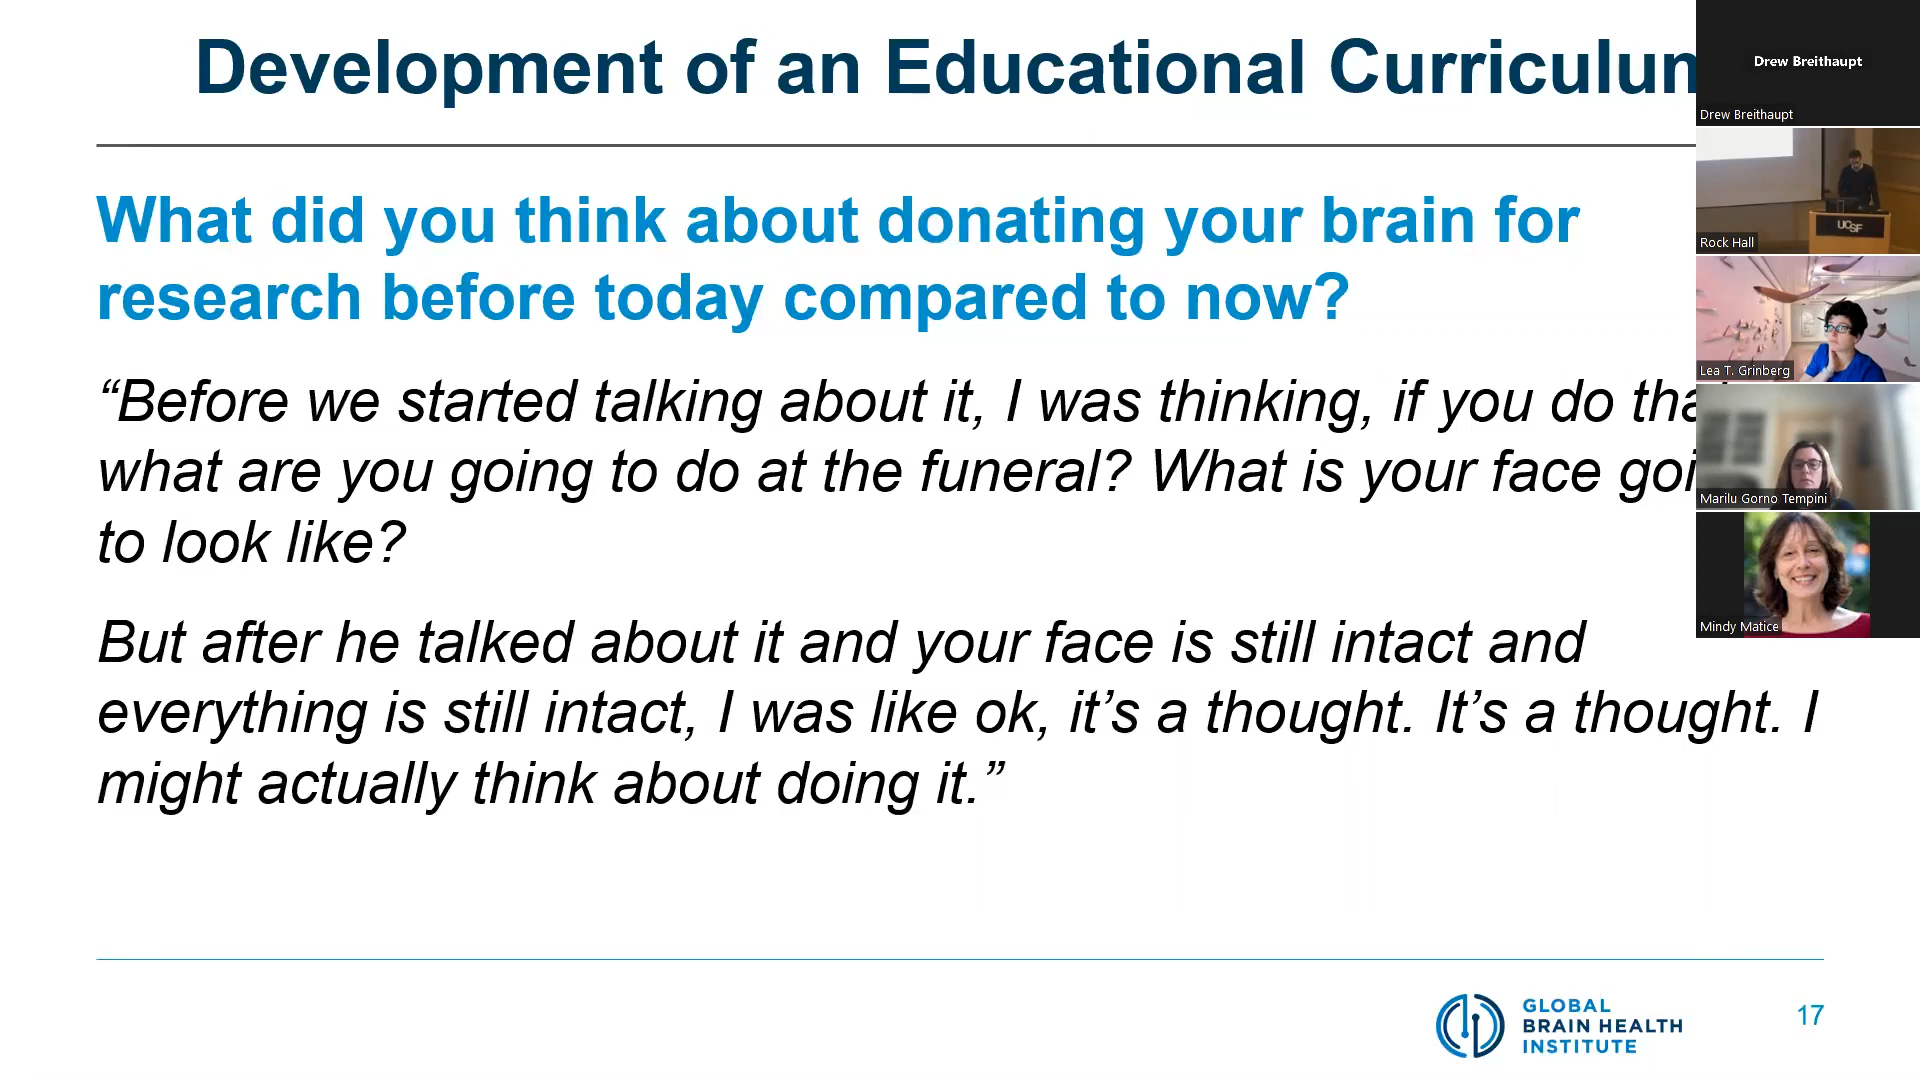 Development of an Educational Curriculum
What did you think about donating your brain for
research before today compared to now?
“Before we started talking about it, I was thinking, if you do
what are you going to do at the funeral? What is your face
to look like?
But after he talked about it and your face is still intact and
everything is still intact, I was like ok, it’s a thought. It’s a thought. I
might actually think about doing it.”
GLOBAL
BRAIN HEALTH
INSTITUTE
17
Drew Breithaupt
Drew Breithaupt
UCSF
Rock Hall
Lea T. Grinberg
Marilu Gorno Tempini
Mindy Matice